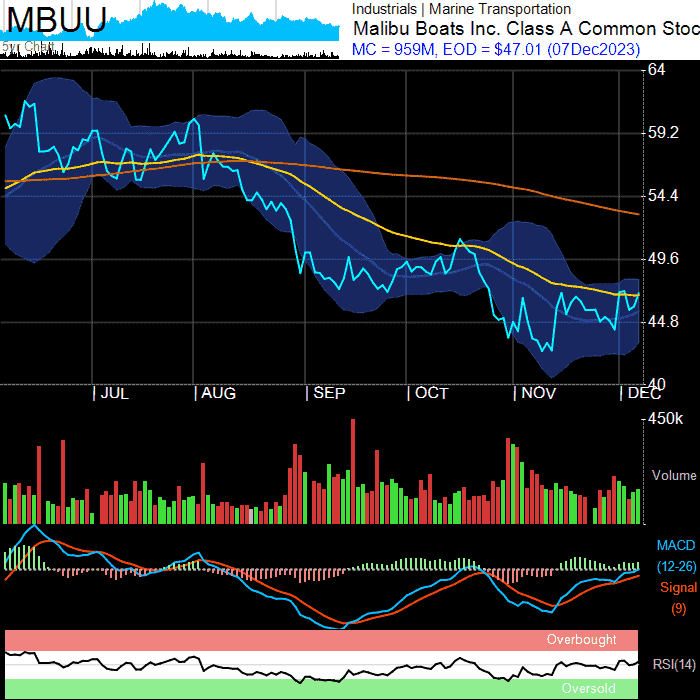 MBUU
5yr Chart
Industrials | Marine Transportation
Malibu Boats Inc. Class A Common Stoc
MC = 959M, EOD = $47.01 (07Dec2023)
64
59.2
54.4
49.6
44.8
40
JUL
AUG
SEP
OCT
NOV
DEC
450k
Volume
MACD
(12-26)
Signal
(9)
Overbought
RSI(14)
Oversold